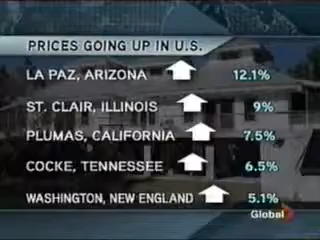 PRICES GOING UP IN U.S.
LA PAZ, ARIZONA 12.1%
ST. CLAIR, ILLINOIS 9%
PLUMAS, CALIFORNIA 7.5%
COCKE, TENNESSEE 6.5%
WASHINGTON, NEW ENGLAND 5.1%
Global